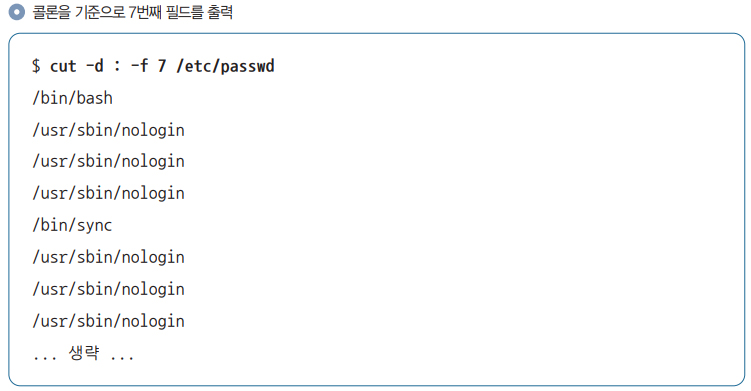 콜론을 기준으로 7번째 필드를 출력
$ cut -d : -f 7 /etc/passwd
/bin/bash
/usr/sbin/nologin
/usr/sbin/nologin
/usr/sbin/nologin
/bin/sync
/usr/sbin/nologin
/usr/sbin/nologin
/usr/sbin/nologin
... 생략 ...